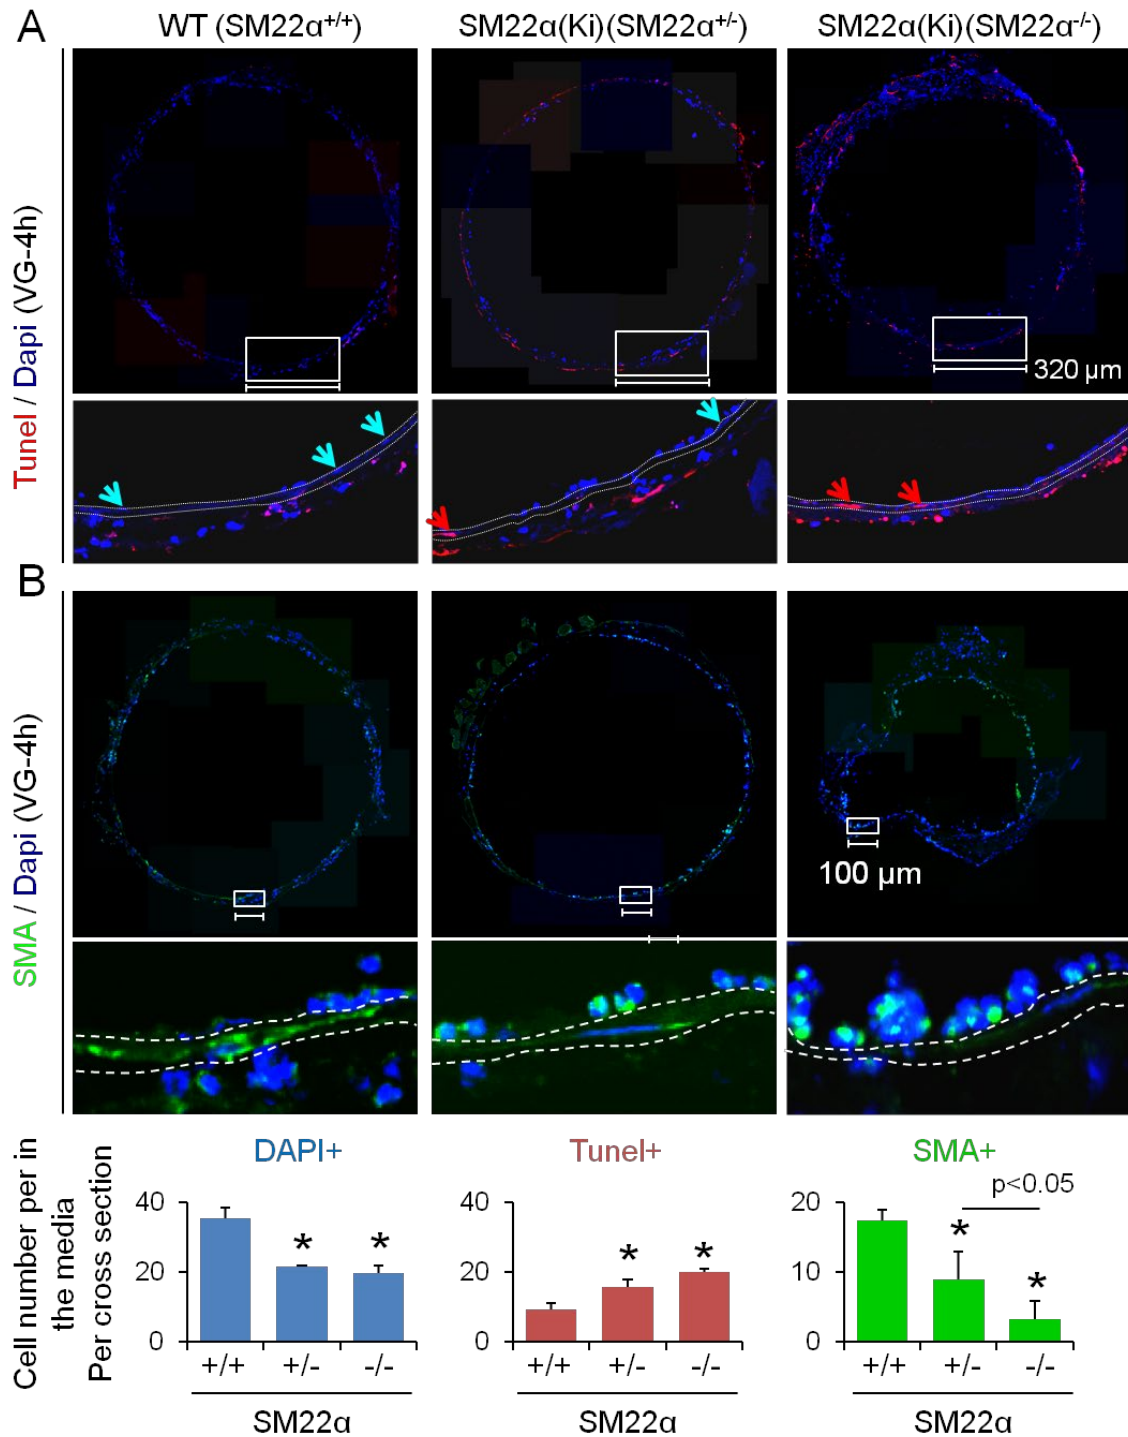 A
WT (SM22α+/+)
SM22α(Ki)(SM22α+/-)
SM22α(Ki)(SM22α-/-)
Tunel / Dapi (VG-4h)
320 µm
B
SMA / Dapi (VG-4h)
100 µm
Cell number per in
the media
Per cross section
DAPI+
40
20
0
* *
+/+ +/- -/-
SM22α
Tunel+
40
20
0
* *
+/+ +/- -/-
SM22α
SMA+
p<0.05
20
10
0
* *
+/+ +/- -/-
SM22α